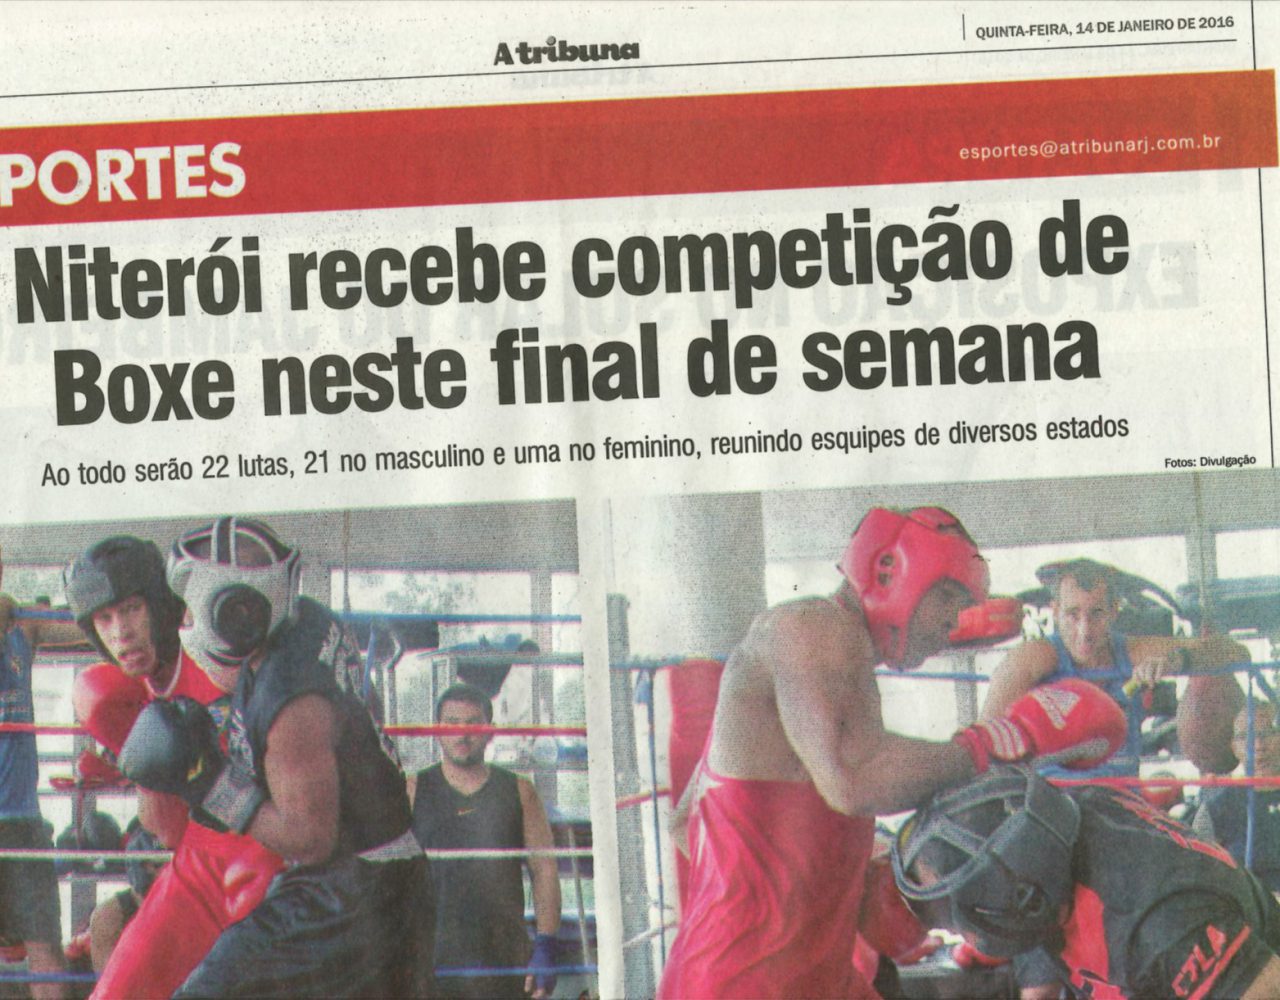 A tribuna
QUINTA-FEIRA, 14 DE JANEIRO DE 2016
PORTES
esportes@atribunarj.com.br
Niterói recebe competição de
Boxe neste final de semana
Ao todo serão 22 lutas, 21 no masculino e uma no feminino, reunindo esquipes de diversos estados
Fotos: Divulgação